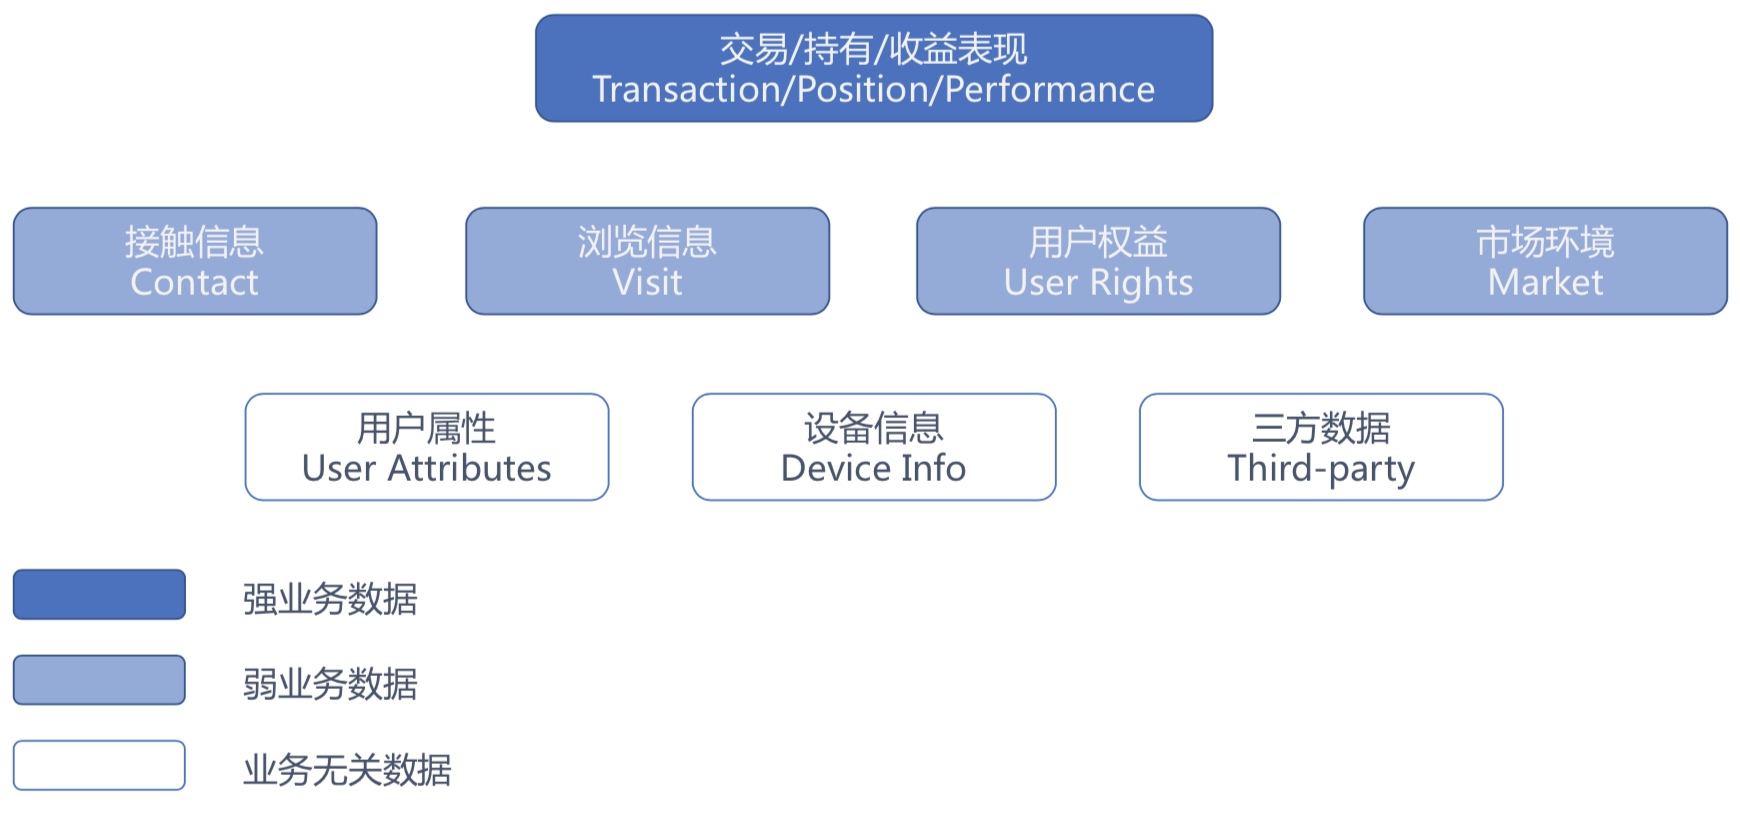 交易/持有/收益表现
Transaction/Position/Performance
接触信息
Contact
浏览信息
Visit
用户权益
User Rights
市场环境
Market
用户属性
User Attributes
设备信息
Device Info
三方数据
Third-party
强业务数据
弱业务数据
业务无关数据